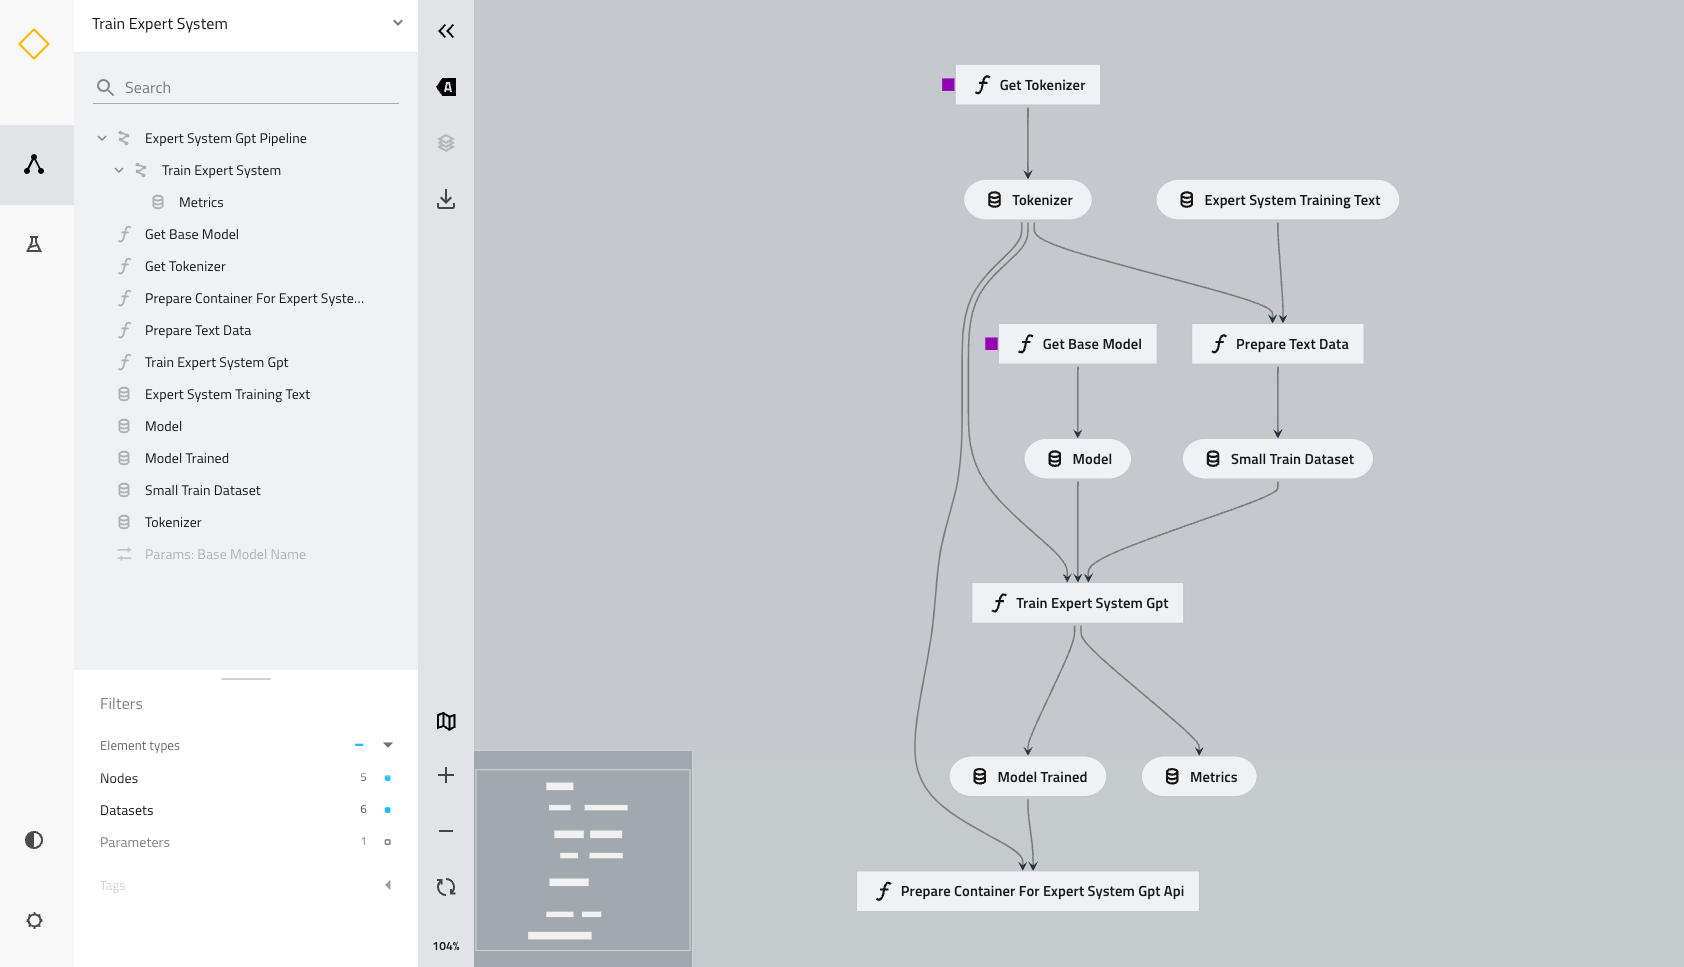 Train Expert System
Search
Expert System Gpt Pipeline
Train Expert System
Metrics
Get Base Model
Get Tokenizer
Prepare Container For Expert Syste...
Prepare Text Data
Train Expert System Gpt
Expert System Training Text
Model
Model Trained
Small Train Dataset
Tokenizer
Params: Base Model Name
Filters
Element types
Nodes 5
Datasets 6
Parameters 1
Tags
A
104%
Get Tokenizer
Tokenizer
Expert System Training Text
Get Base Model
Prepare Text Data
Model
Small Train Dataset
Train Expert System Gpt
Model Trained
Metrics
Prepare Container For Expert System Gpt Api